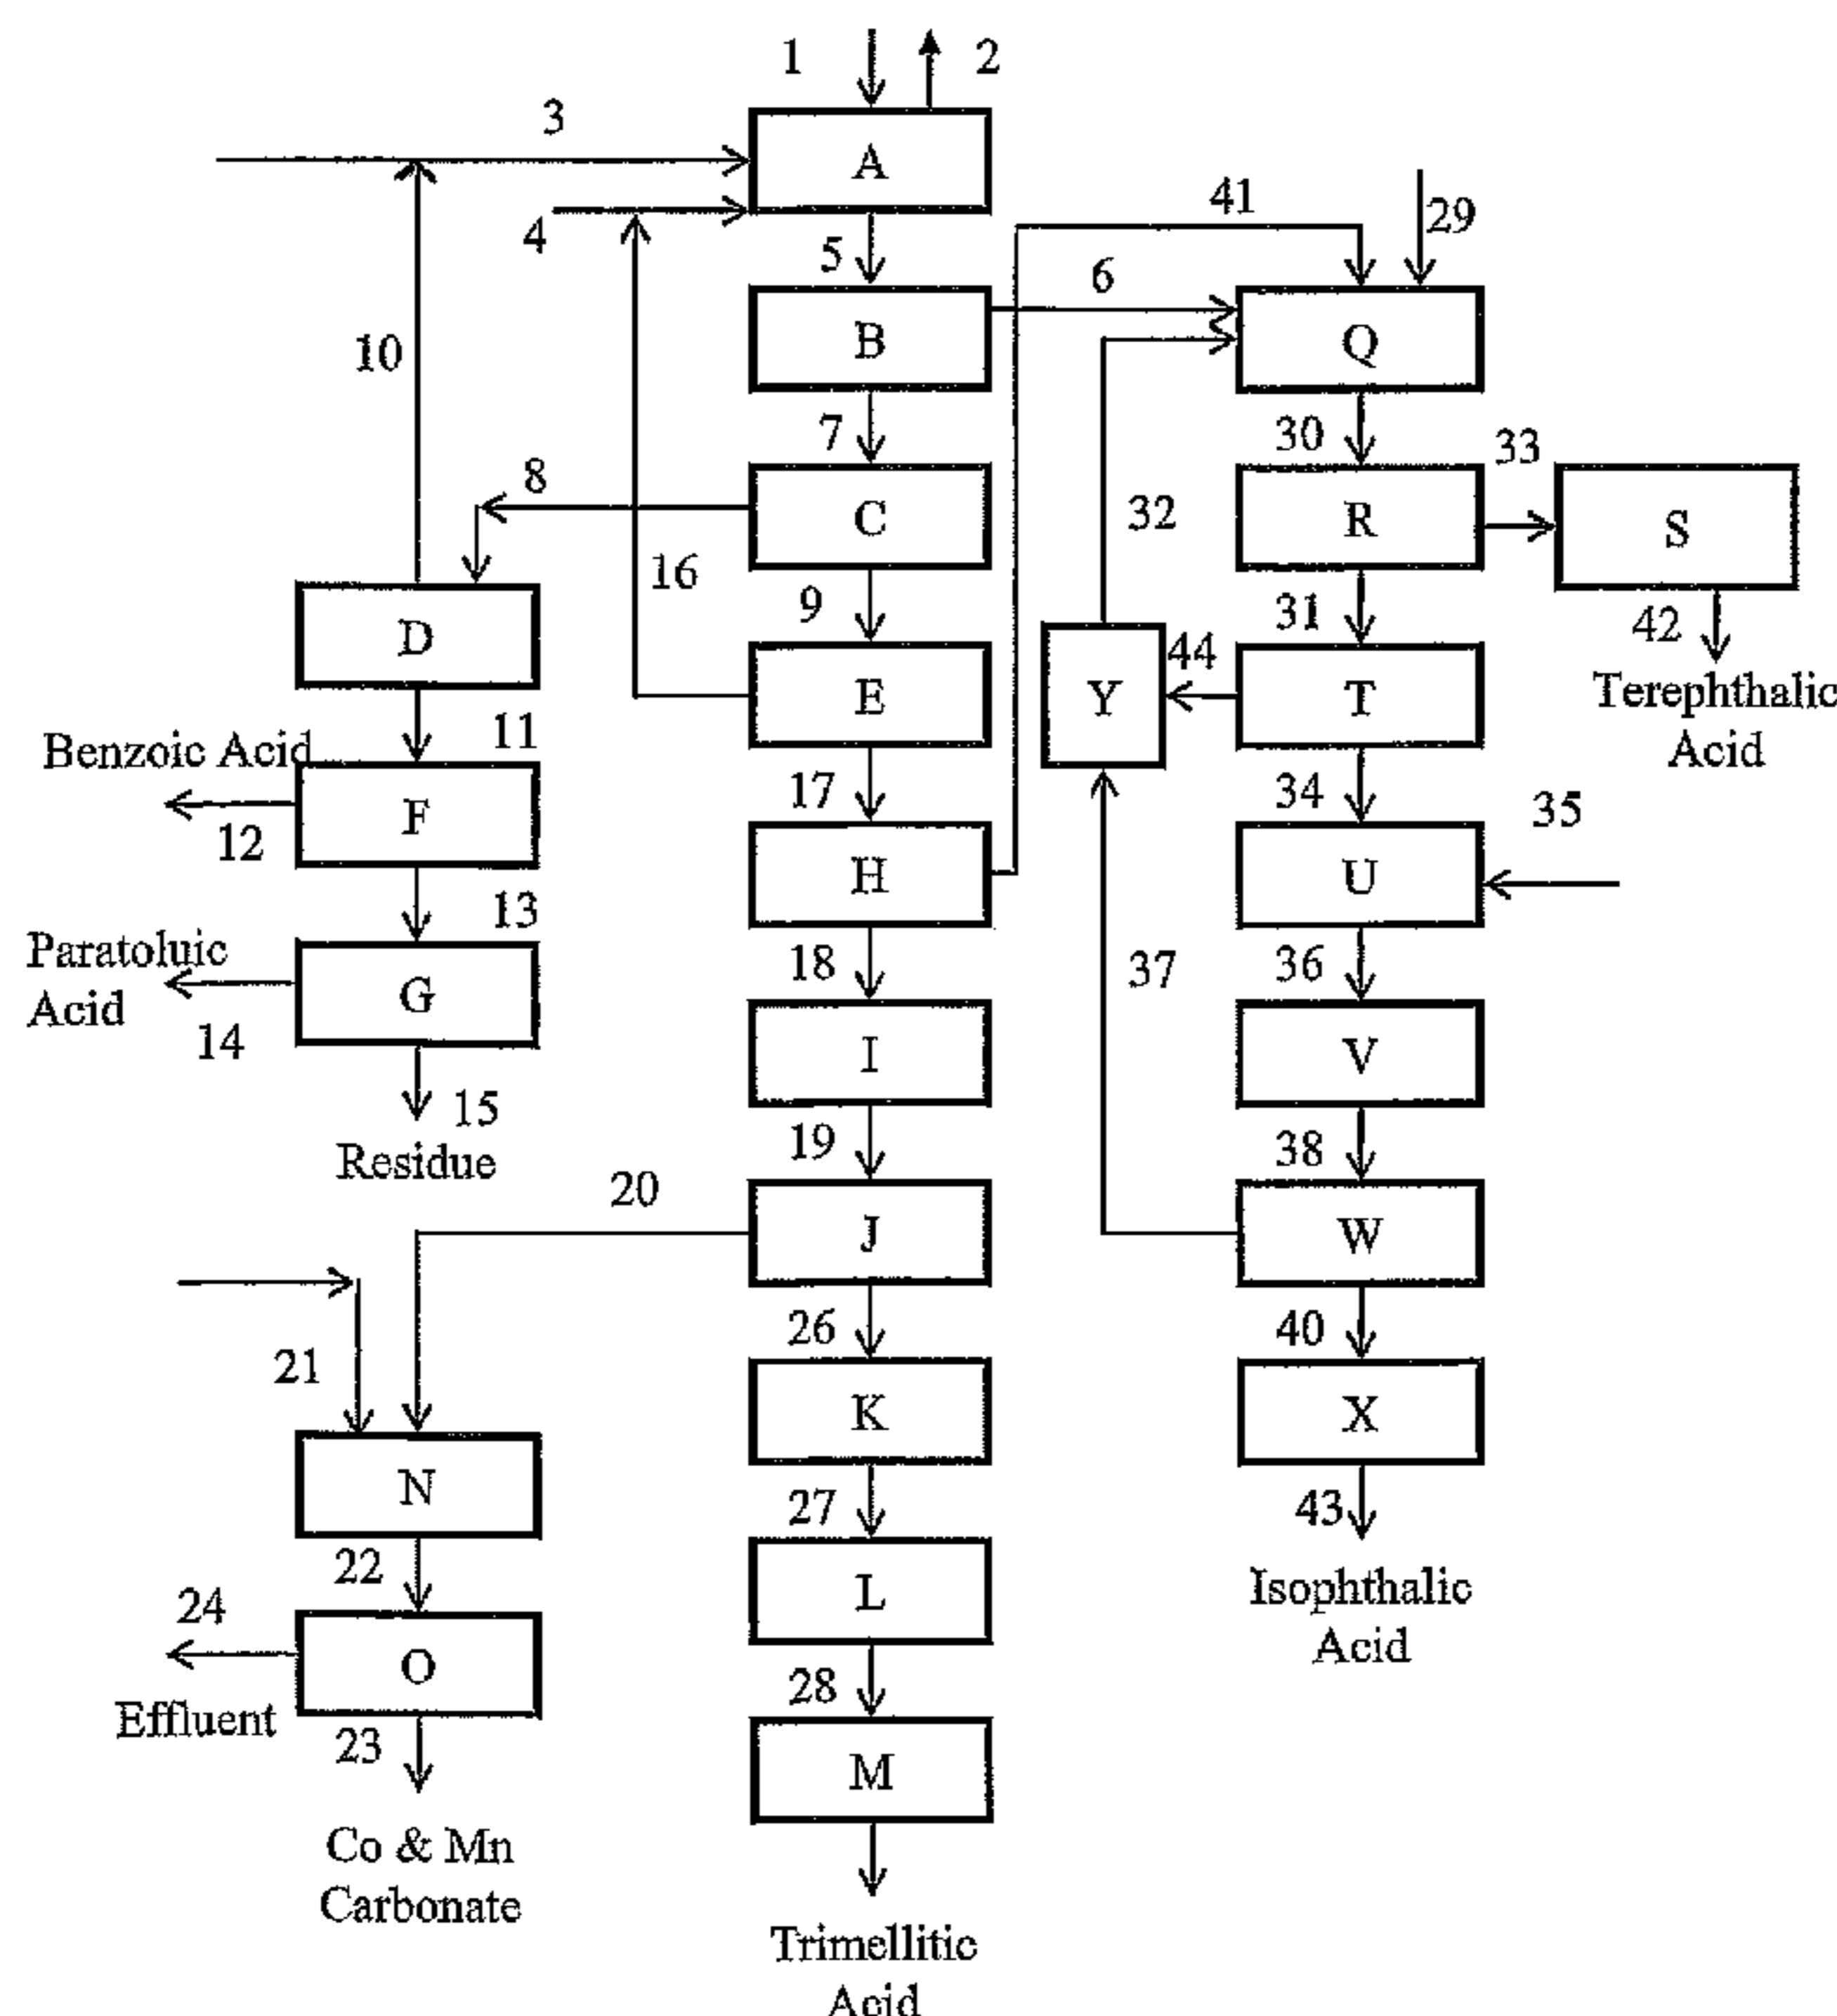 1
2
3
A
4
41
29
5
6
B
Q
10
7
30
33
8
C
32
R
S
16
9
31
42
D
E
Y
44
T
Terephthalic
Acid
11
Benzoic Acid
17
34
35
12
F
H
U
13
Paratoluic
Acid
18
37
36
14
G
I
V
15
Residue
19
38
20
J
W
21
26
40
K
X
N
27
43
22
L
Isophthalic
Acid
24
O
Effluent
28
23
M
Co & Mn
Carbonate
Trimellitic
Acid